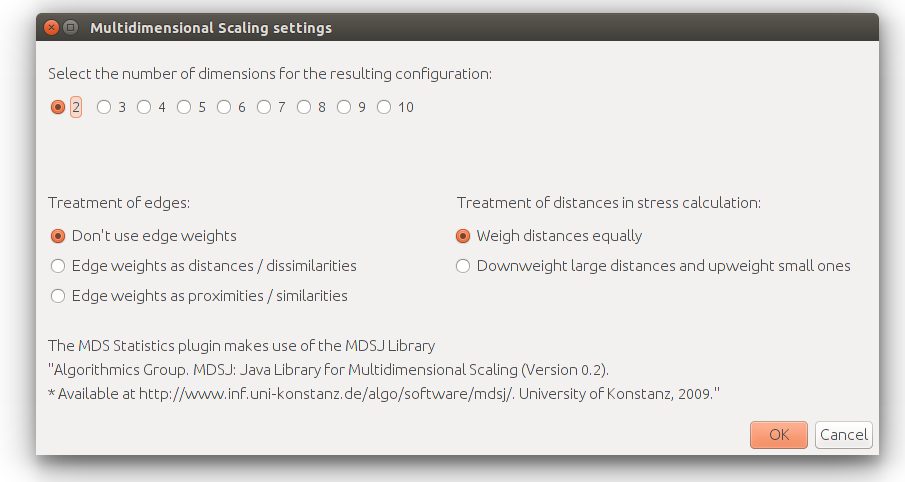 Multidimensional Scaling settings
Select the number of dimensions for the resulting configuration:
2 3 4 5 6 7 8 9 10
Treatment of edges:
Don't use edge weights
Edge weights as distances / dissimilarities
Edge weights as proximities / similarities
Treatment of distances in stress calculation:
Weigh distances equally
Downweight large distances and upweight small ones
The MDS Statistics plugin makes use of the MDSJ Library
"Algorithmics Group. MDSJ: Java Library for Multidimensional Scaling (Version 0.2).
* Available at http://www.inf.uni-konstanz.de/algo/software/mdsj/. University of Konstanz, 2009."
OK Cancel